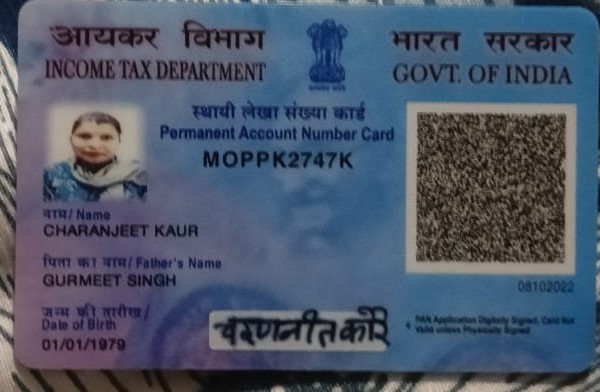 आयकर विभाग
INCOME TAX DEPARTMENT
भारत सरकार
GOVT. OF INDIA
स्थायी लेखा संख्या कार्ड
Permanent Account Number Card
MOPPK2747K
नाम/ Name
CHARANJEET KAUR
पिता का नाम/ Father's Name
GURMEET SINGH
08102022
जन्म की तारीख/
Date of Birth
01/01/1979
चरणजीत कौर
PAN Application Digitally Signed, Card Not
Valid unless Physically Signed